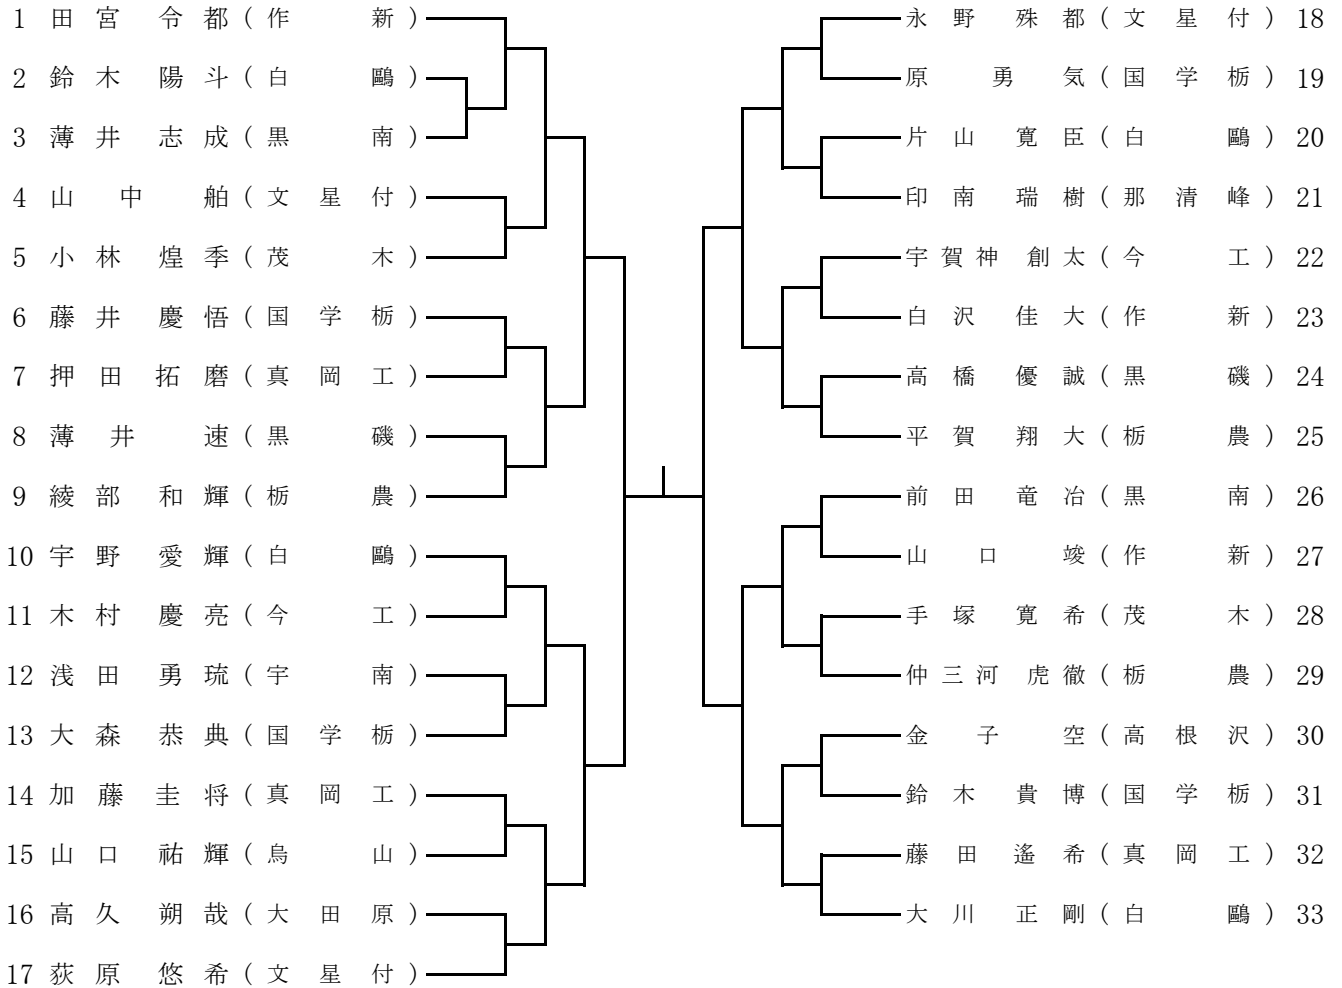 1 田宮 令都 (作新)
2 鈴木 陽斗 (白鷗)
3 薄井 志成 (黒南)
4 山中 舶 (文星付)
5 小林 煌季 (茂木)
6 藤井 慶悟 (国学栃)
7 押田 拓磨 (真岡工)
8 薄井 速 (黒磯)
9 綾部 和輝 (栃農)
10 宇野 愛輝 (白鷗)
11 木村 慶亮 (今工)
12 浅田 勇琉 (宇南)
13 大森 恭典 (国学栃)
14 加藤 圭将 (真岡工)
15 山口 祐輝 (烏山)
16 高久 朔哉 (大田原)
17 荻原 悠希 (文星付)
永野 殊都 (文星付) 18
原 勇気 (国学栃) 19
片山 寛臣 (白鷗) 20
印南 瑞樹 (那清峰) 21
宇賀神 創太 (今工) 22
白沢 佳大 (作新) 23
高橋 優誠 (黒磯) 24
平賀 翔大 (栃農) 25
前田 竜冶 (黒南) 26
山口 竣 (作新) 27
手塚 寛希 (茂木) 28
仲三河 虎徹 (栃農) 29
金子 空 (高根沢) 30
鈴木 貴博 (国学栃) 31
藤田 遙希 (真岡工) 32
大川 正剛 (白鷗) 33